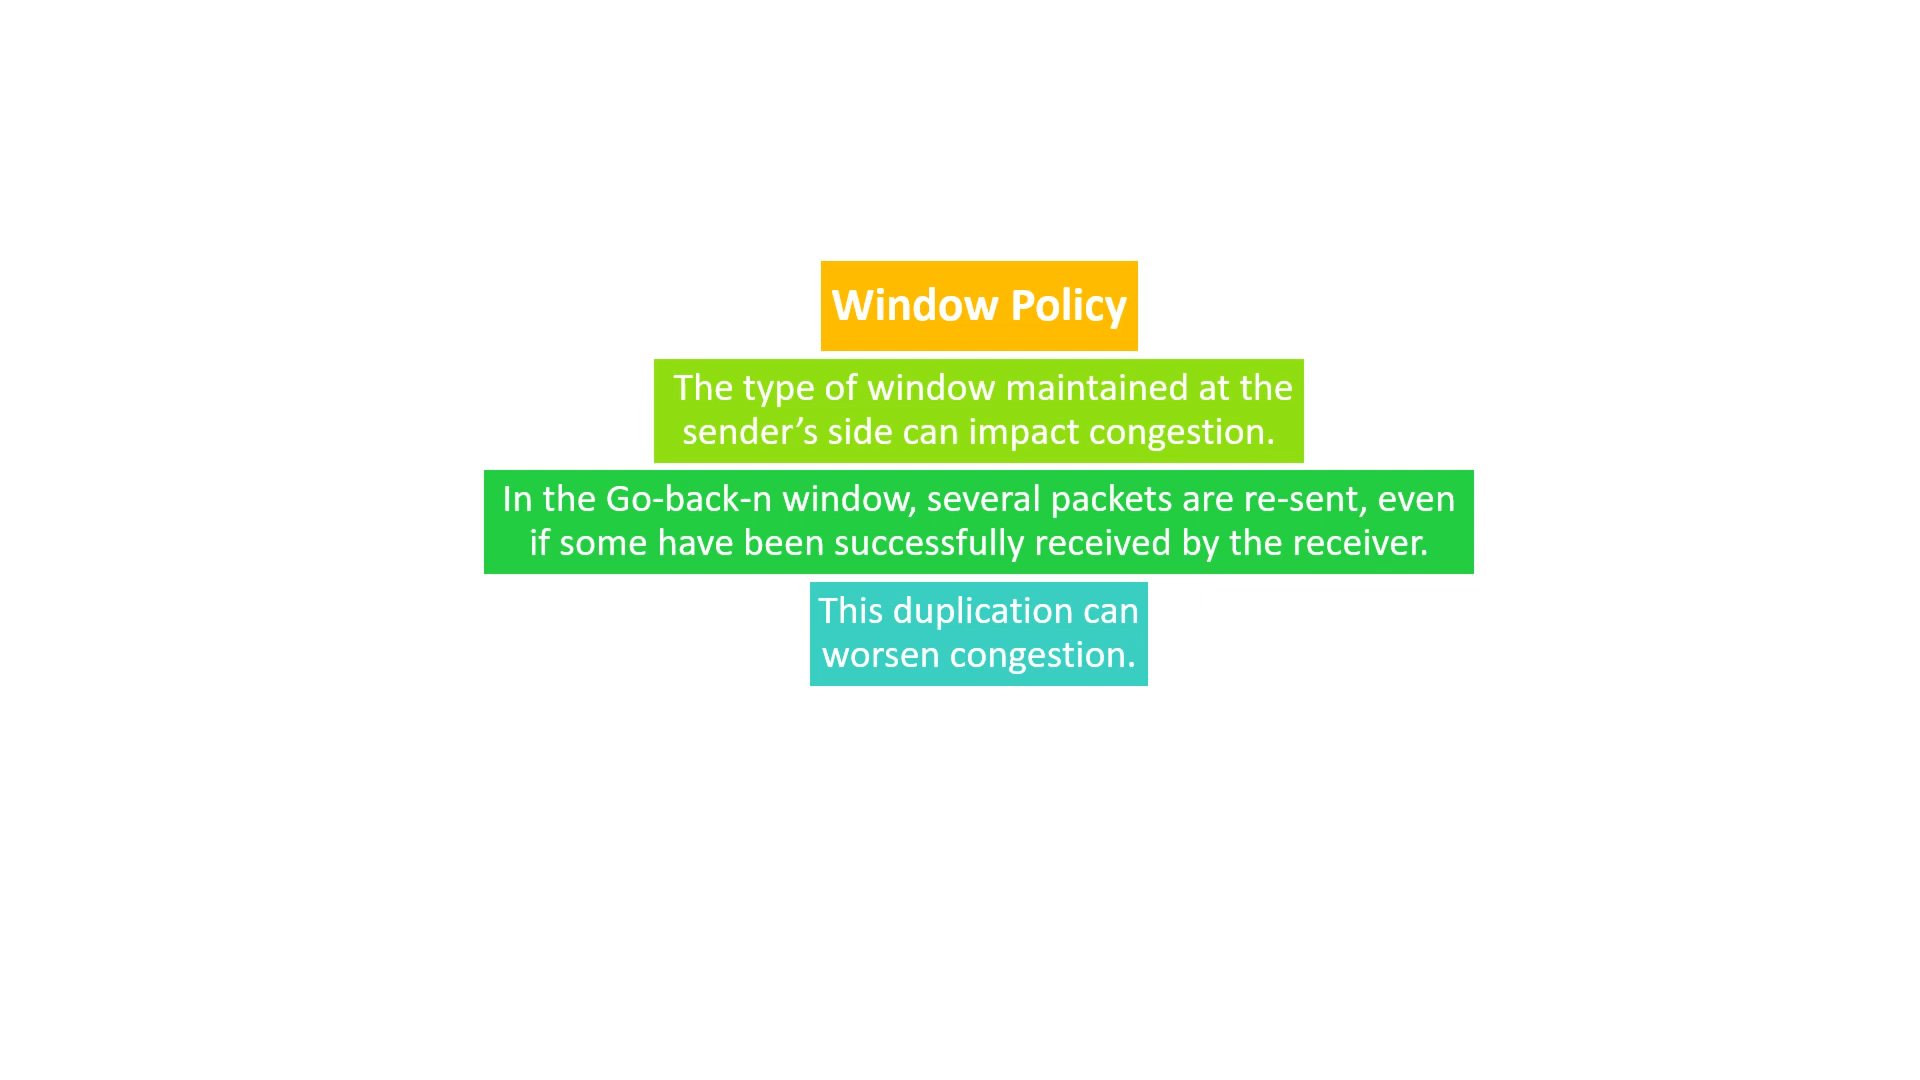 Window Policy
The type of window maintained at the
sender’s side can impact congestion.
In the Go-back-n window, several packets are re-sent, even
if some have been successfully received by the receiver.
This duplication can
worsen congestion.